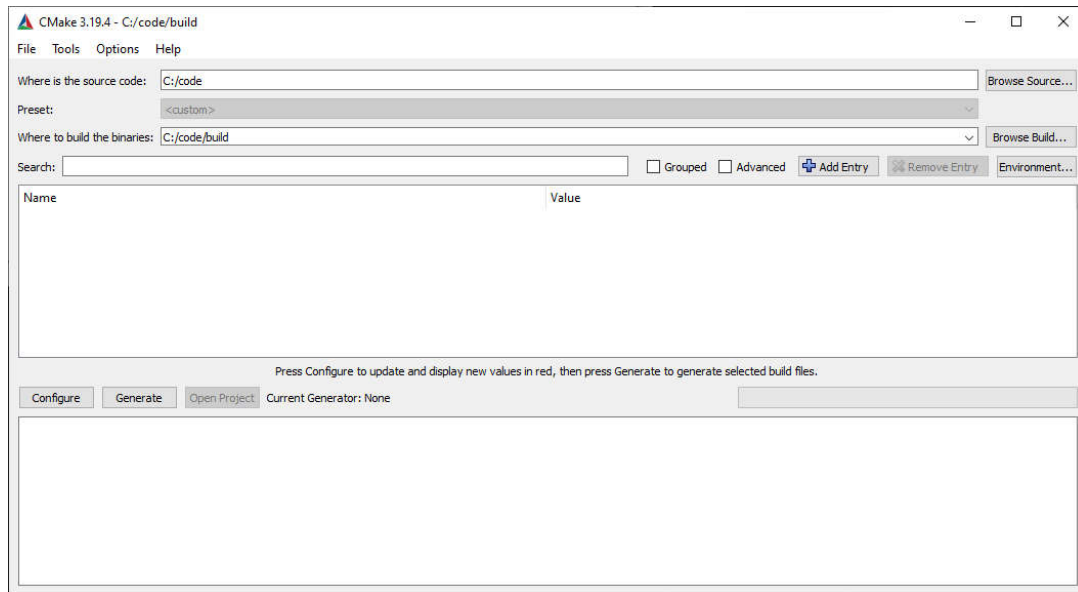 CMake 3.19.4 - C:/code/build
File Tools Options Help
Where is the source code: C:/code Browse Source...
Preset: <custom>
Where to build the binaries: C:/code/build Browse Build...
Search: Grouped Advanced Add Entry Remove Entry Environment...
Name Value
Press Configure to update and display new values in red, then press Generate to generate selected build files.
Configure Generate Open Project Current Generator: None